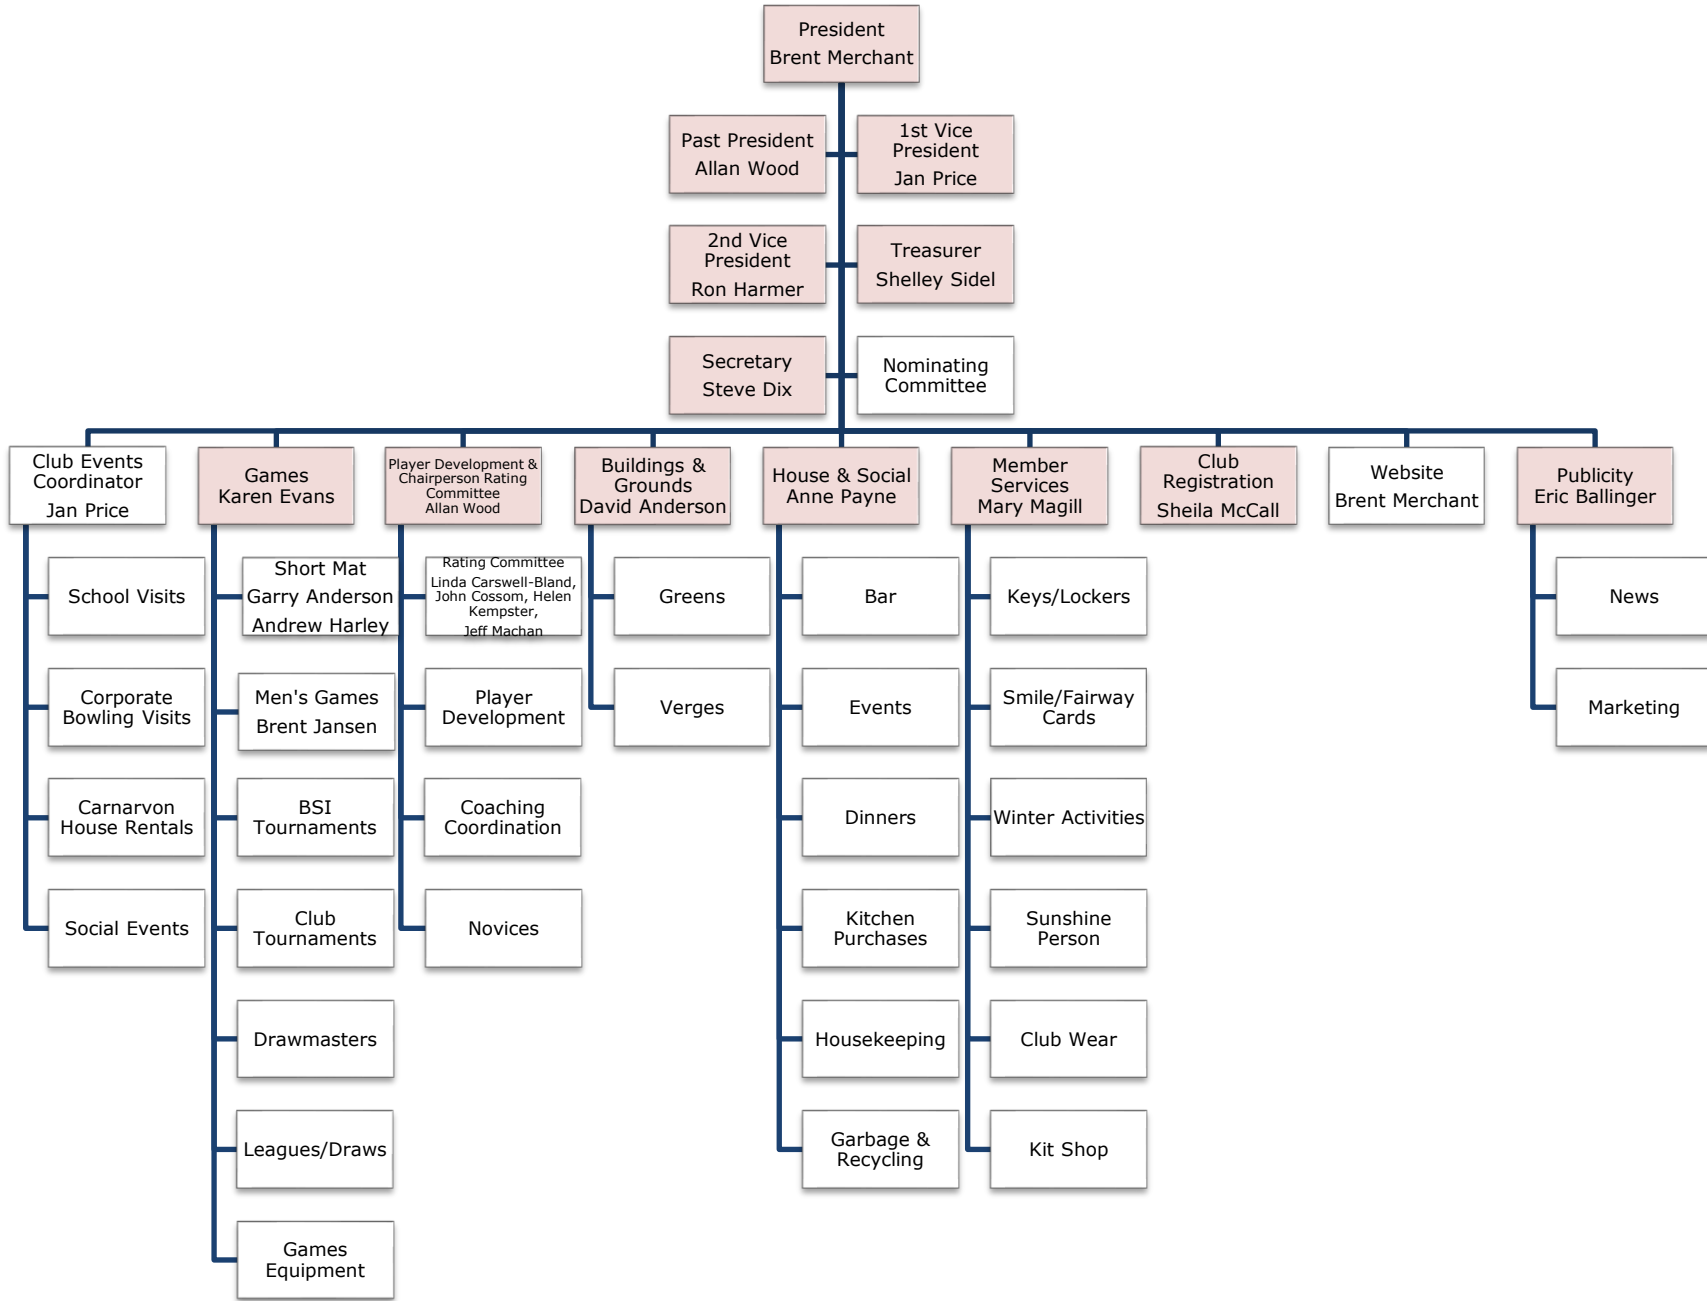 President
Brent Merchant
Past President
Allan Wood
1st Vice
President
Jan Price
2nd Vice
President
Ron Harmer
Treasurer
Shelley Sidel
Secretary
Steve Dix
Nominating
Committee
Club Events
Coordinator
Jan Price
School Visits
Corporate
Bowling Visits
Carnarvon
House Rentals
Social Events
Games
Karen Evans
Short Mat
Garry Anderson
Andrew Harley
Men's Games
Brent Jansen
BSI
Tournaments
Club
Tournaments
Drawmasters
Leagues/Draws
Games
Equipment
Player Development &
Chairperson Rating
Committee
Allan Wood
Rating Committee
Linda Carswell-Bland,
John Cossom, Helen
Kempster,
Jeff Machan
Player
Development
Coaching
Coordination
Novices
Buildings &
Grounds
David Anderson
Greens
Verges
House & Social
Anne Payne
Bar
Events
Dinners
Kitchen
Purchases
Housekeeping
Garbage &
Recycling
Member
Services
Mary Magill
Keys/Lockers
Smile/Fairway
Cards
Winter Activities
Sunshine
Person
Club Wear
Kit Shop
Club
Registration
Sheila McCall
Website
Brent Merchant
Publicity
Eric Ballinger
News
Marketing